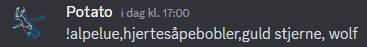 Potato i dag kl. 17:00
!alpelue,hjertesåpebobler,guld stjerne, wolf